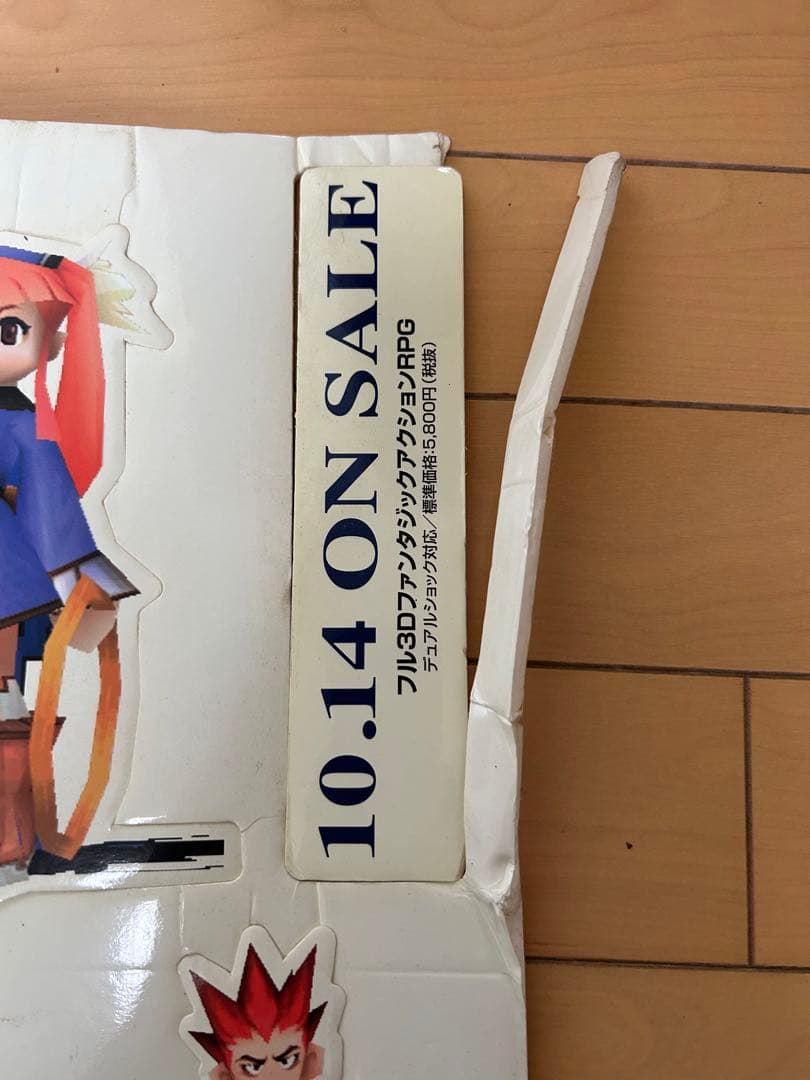 10.14 ON SALE
フル3DファンタジックアクションRPG
デュアルショック対応／標準価格:5,800円(税抜)